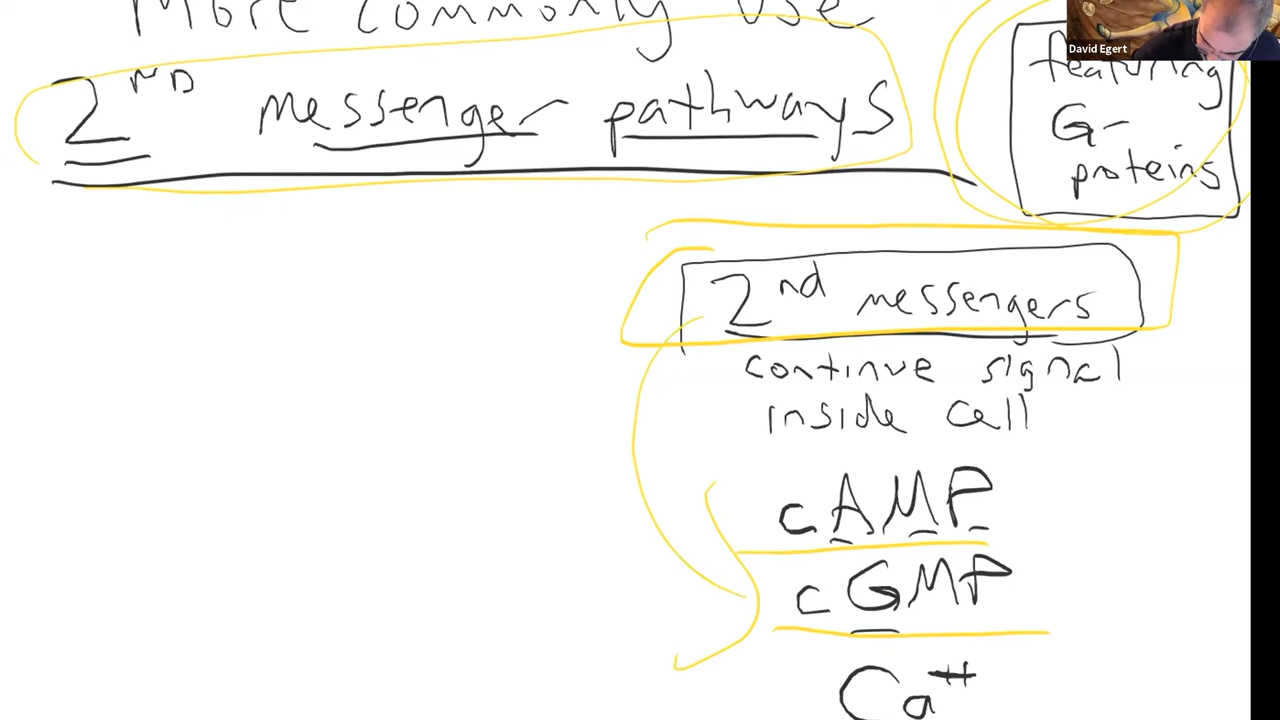 More commonly use
2ND messenger pathways
David Egert
featuring
G-
proteins
2nd messengers
continue signal
inside cell
cAMP
cGMP
Ca++